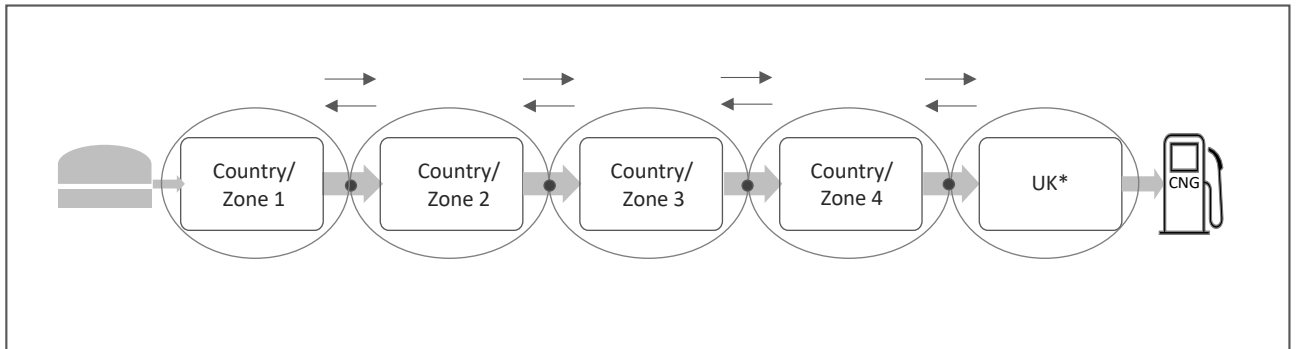 Country/
Zone 1
Country/
Zone 2
Country/
Zone 3
Country/
Zone 4
UK*
CNG